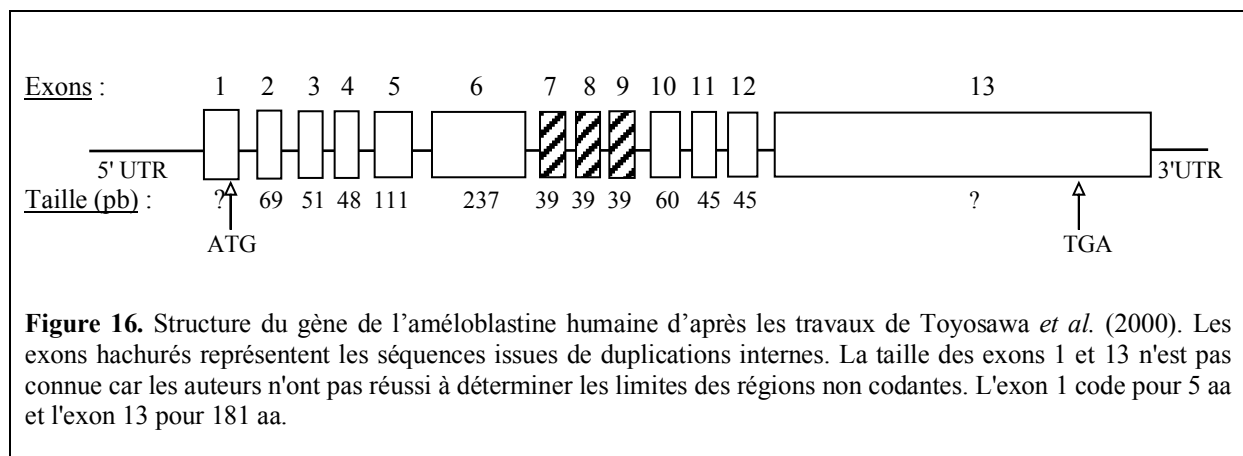 Exons : 1 2 3 4 5 6 7 8 9 10 11 12 13
5' UTR 3'UTR
Taille (pb) : ? 69 51 48 111 237 39 39 39 60 45 45 ?
ATG TGA
Figure 16. Structure du gène de l'améloblastine humaine d'après les travaux de Toyosawa et al. (2000). Les
exons hachurés représentent les séquences issues de duplications internes. La taille des exons 1 et 13 n'est pas
connue car les auteurs n'ont pas réussi à déterminer les limites des régions non codantes. L'exon 1 code pour 5 aa
et l'exon 13 pour 181 aa.